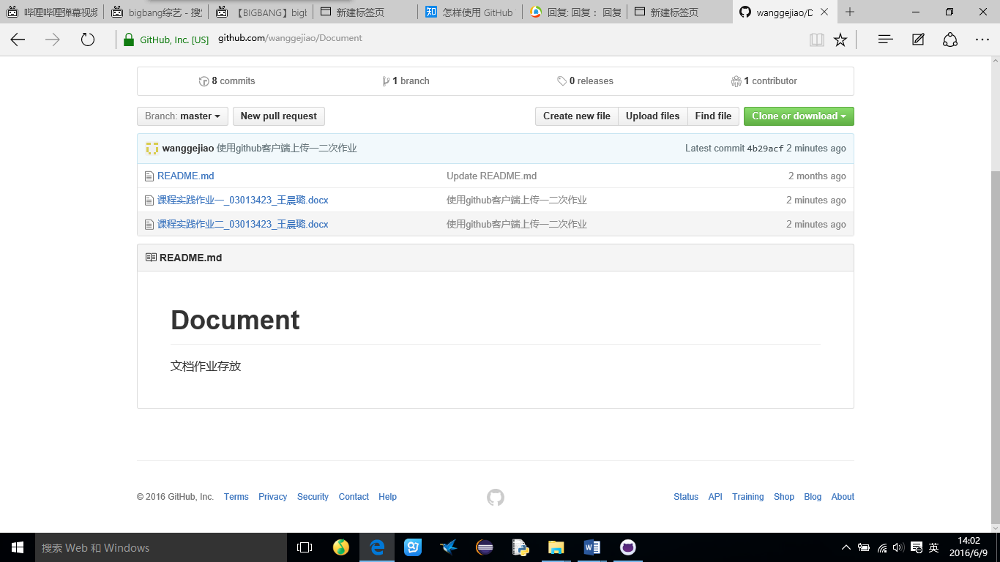 哔哩哔哩弹幕视频 bigbang综艺 - 搜 【BIGBANG】big 新建标签页 知 怎样使用 GitHub 回复: 回复： 回复 新建标签页 wanggejiao/D
GitHub, Inc. [US] github.com/wanggejiao/Document
8 commits 1 branch 0 releases 1 contributor
Branch: master New pull request Create new file Upload files Find file Clone or download
wanggejiao 使用github客户端上传一二次作业 Latest commit 4b29acf 2 minutes ago
README.md Update README.md 2 months ago
课程实践作业一_03013423_王晨璐.docx 使用github客户端上传一二次作业 2 minutes ago
课程实践作业二_03013423_王晨璐.docx 使用github客户端上传一二次作业 2 minutes ago
README.md
Document
文档作业存放
© 2016 GitHub, Inc. Terms Privacy Security Contact Help Status API Training Shop Blog About
搜索 Web 和 Windows 英 14:02
2016/6/9